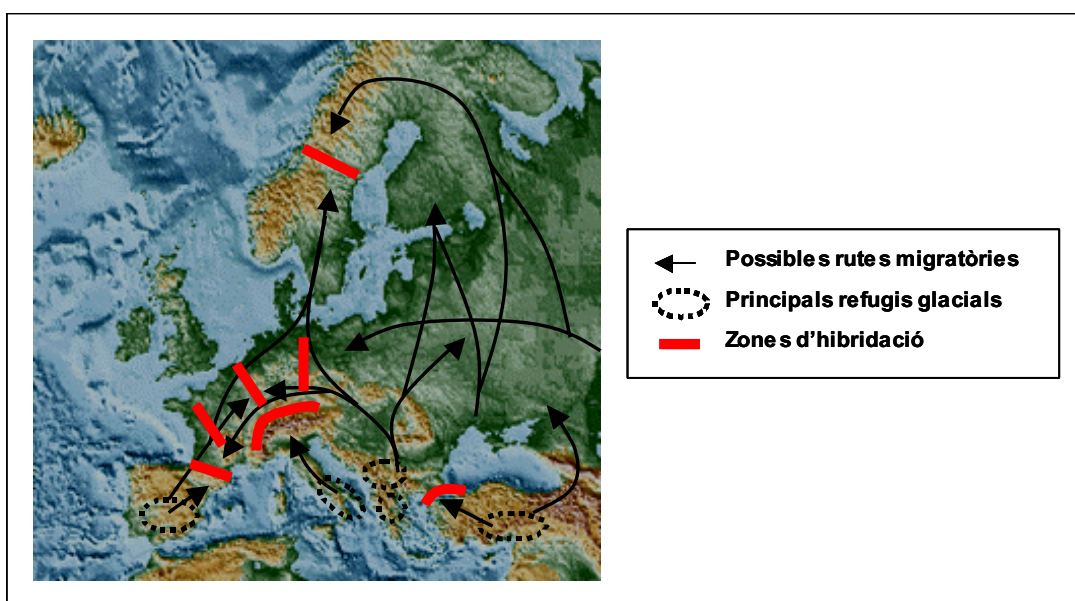 Possibles rutes migratòries
Principals refugis glacials
Zones d'hibridació